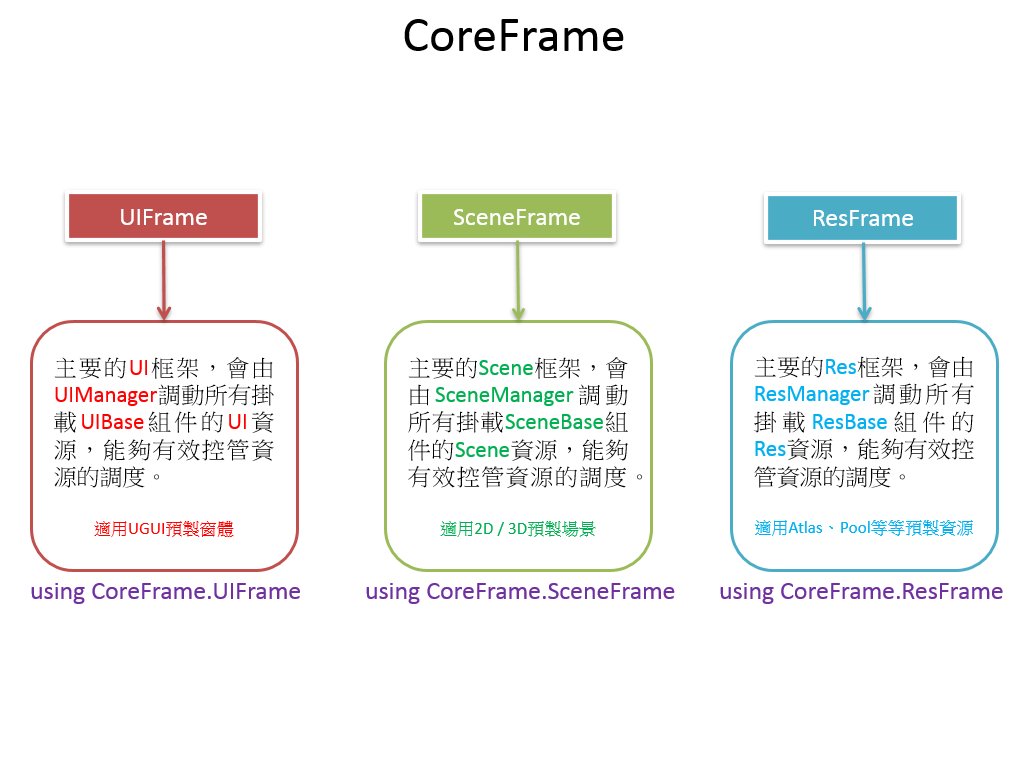 CoreFrame
UIFrame
主要的UI框架，會由
UIManager調動所有掛
載UIBase組件的UI資
源，能夠有效控管資
源的調度。
適用UGUI預製窗體
using CoreFrame.UIFrame
SceneFrame
主要的Scene框架，會
由SceneManager調動
所有掛載SceneBase組
件的Scene資源，能夠
有效控管資源的調度。
適用2D / 3D預製場景
using CoreFrame.SceneFrame
ResFrame
主要的Res框架，會由
ResManager調動所有
掛載ResBase組件的
Res資源，能夠有效控
管資源的調度。
適用Atlas、Pool等等預製資源
using CoreFrame.ResFrame